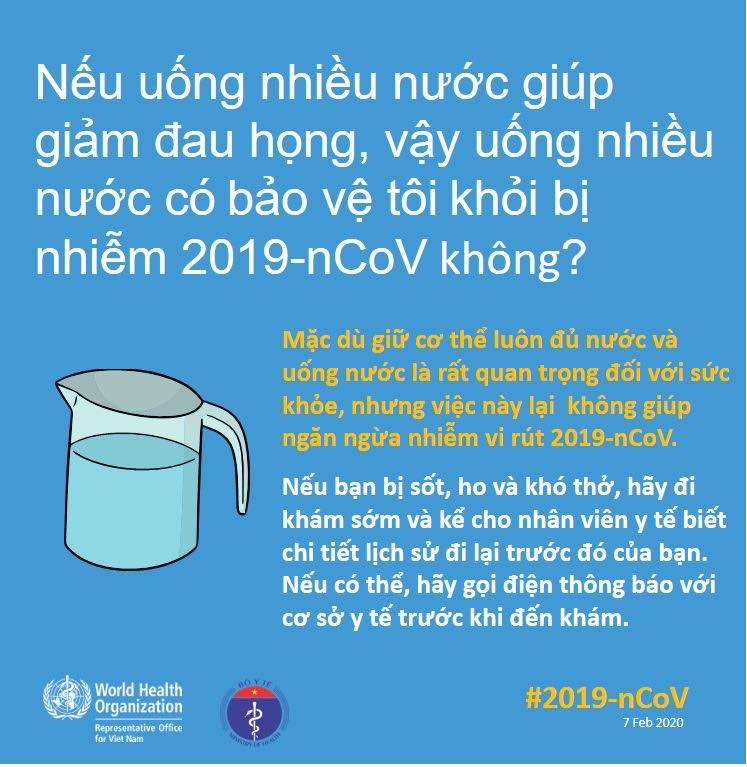 Nếu uống nhiều nước giúp
giảm đau họng, vậy uống nhiều
nước có bảo vệ tôi khỏi bị
nhiễm 2019-nCoV không?
Mặc dù giữ cơ thể luôn đủ nước và
uống nước là rất quan trọng đối với sức
khỏe, nhưng việc này lại không giúp
ngăn ngừa nhiễm vi rút 2019-nCoV.
Nếu bạn bị sốt, ho và khó thở, hãy đi
khám sớm và kể cho nhân viên y tế biết
chi tiết lịch sử đi lại trước đó của bạn.
Nếu có thể, hãy gọi điện thông báo với
cơ sở y tế trước khi đến khám.
World Health
Organization
Representative Office
for Viet Nam
BỘ Y TẾ
MINISTRY OF HEALTH
#2019-nCoV
7 Feb 2020